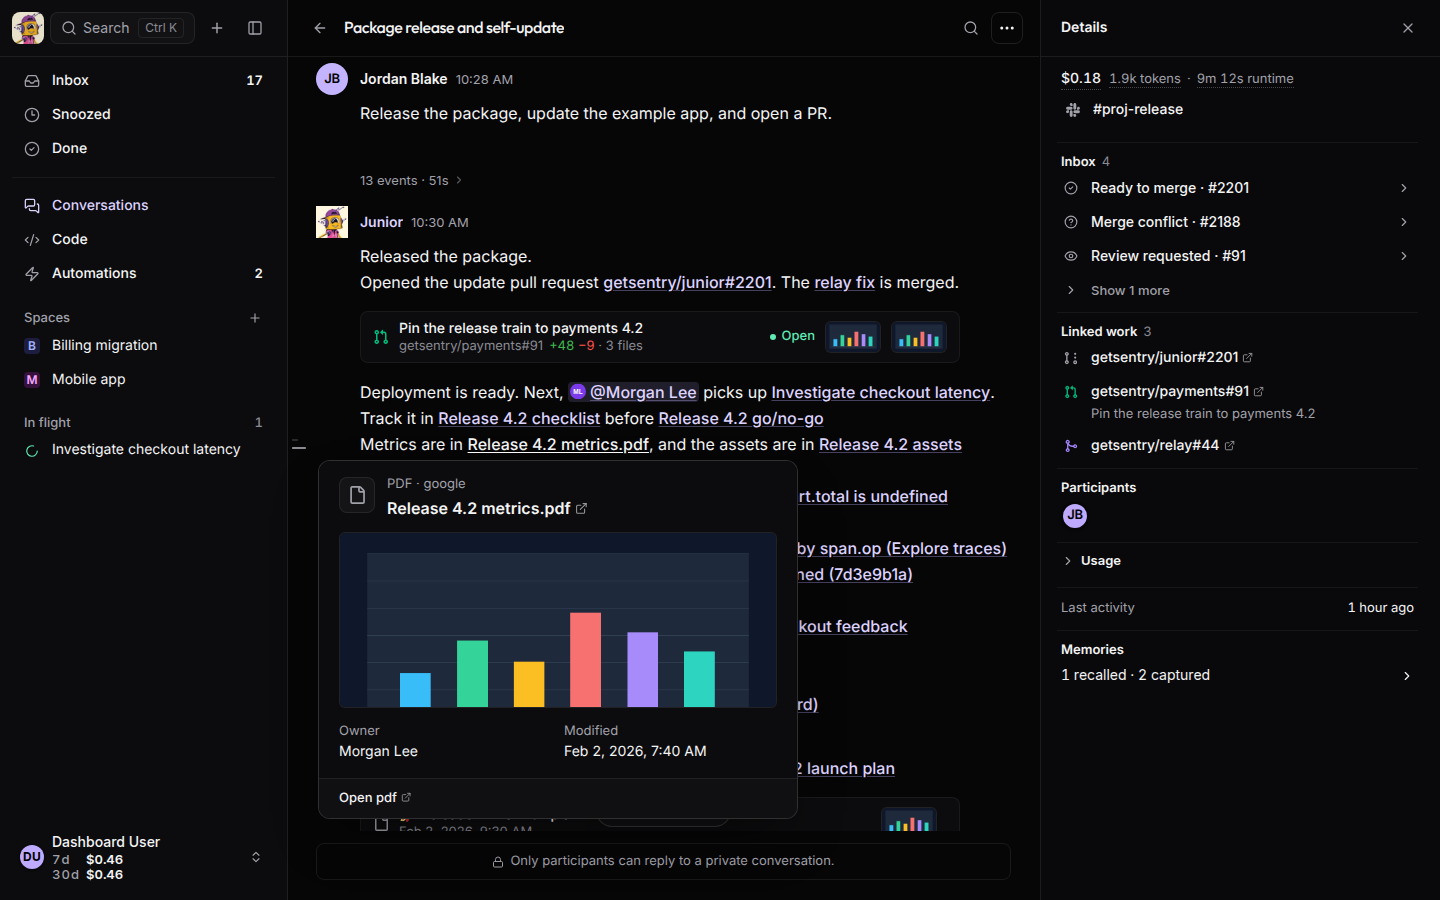 Search Ctrl K
Inbox 17
Snoozed
Done
Conversations
Code
Automations 2
Spaces
B Billing migration
M Mobile app
In flight 1
Investigate checkout latency
DU Dashboard User
7d $0.46
30d $0.46
Package release and self-update
JB Jordan Blake 10:28 AM
Release the package, update the example app, and open a PR.
13 events · 51s
Junior 10:30 AM
Released the package.
Opened the update pull request getsentry/junior#2201. The relay fix is merged.
Pin the release train to payments 4.2
getsentry/payments#91 +48 −9 · 3 files
Open
Deployment is ready. Next, ML @Morgan Lee picks up Investigate checkout latency.
Track it in Release 4.2 checklist before Release 4.2 go/no-go
Metrics are in Release 4.2 metrics.pdf, and the assets are in Release 4.2 assets
PDF · google
Release 4.2 metrics.pdf
Owner
Morgan Lee
Modified
Feb 2, 2026, 7:40 AM
Open pdf
rt.total is undefined
by span.op (Explore traces)
ned (7d3e9b1a)
kout feedback
rd)
2 launch plan
Feb 2, 2026, 9:30 AM
Only participants can reply to a private conversation.
Details
$0.18 1.9k tokens · 9m 12s runtime
#proj-release
Inbox 4
Ready to merge · #2201
Merge conflict · #2188
Review requested · #91
Show 1 more
Linked work 3
getsentry/junior#2201
getsentry/payments#91
Pin the release train to payments 4.2
getsentry/relay#44
Participants
JB
Usage
Last activity 1 hour ago
Memories
1 recalled · 2 captured